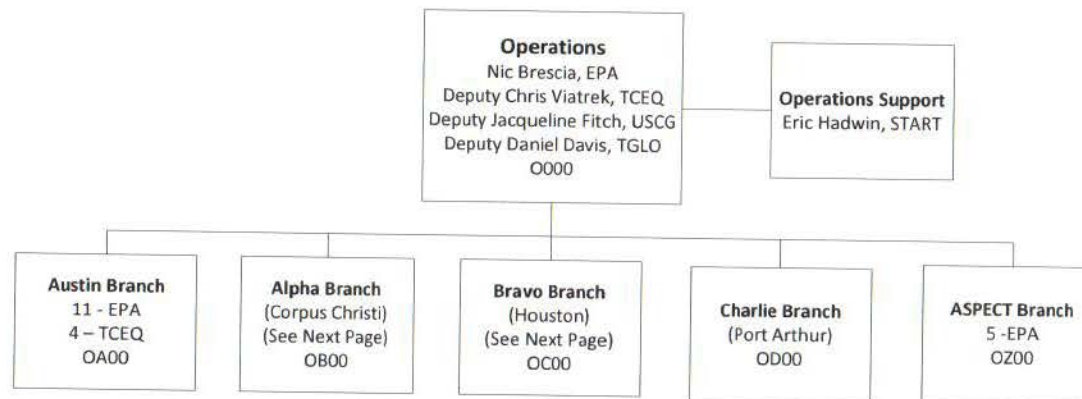 Operations
Nic Brescia, EPA
Deputy Chris Viatrek, TCEQ
Deputy Jacqueline Fitch, USCG
Deputy Daniel Davis, TGLO
O000
Operations Support
Eric Hadwin, START
Austin Branch
11 - EPA
4 – TCEQ
OA00
Alpha Branch
(Corpus Christi)
(See Next Page)
OB00
Bravo Branch
(Houston)
(See Next Page)
OC00
Charlie Branch
(Port Arthur)
OD00
ASPECT Branch
5 -EPA
OZ00